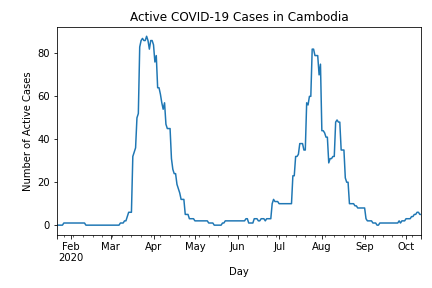 Active COVID-19 Cases in Cambodia
Number of Active Cases
80
60
40
20
0
Feb Mar Apr May Jun Jul Aug Sep Oct
2020
Day